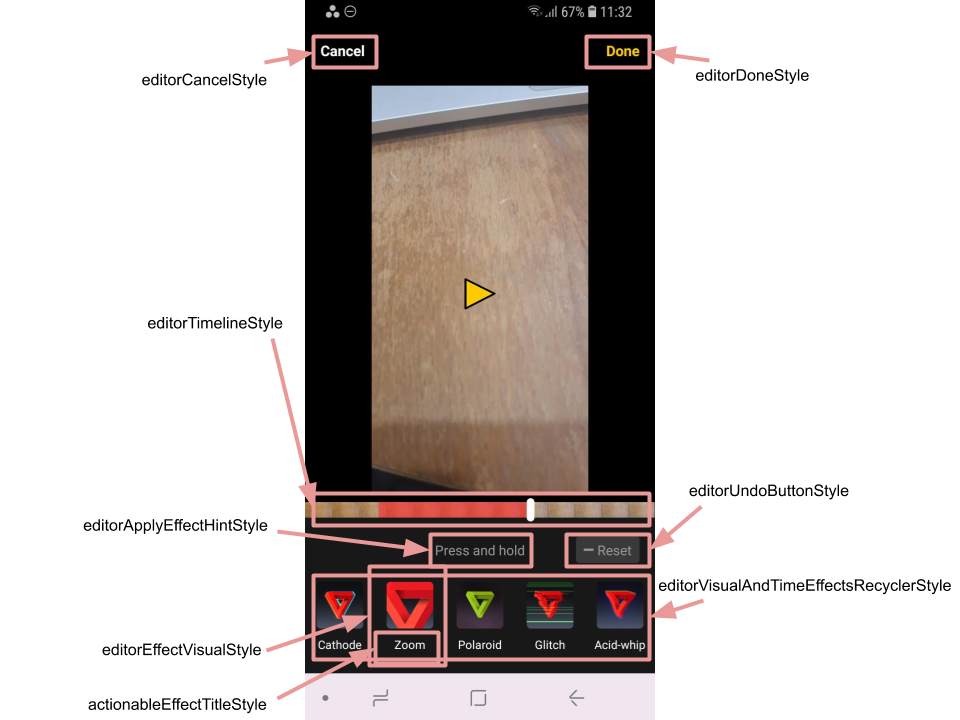 67% 11:32
Cancel
Done
editorCancelStyle
editorDoneStyle
editorTimelineStyle
editorUndoButtonStyle
editorApplyEffectHintStyle
Press and hold
Reset
editorVisualAndTimeEffectsRecyclerStyle
Cathode
Zoom
Polaroid
Glitch
Acid-whip
editorEffectVisualStyle
actionableEffectTitleStyle